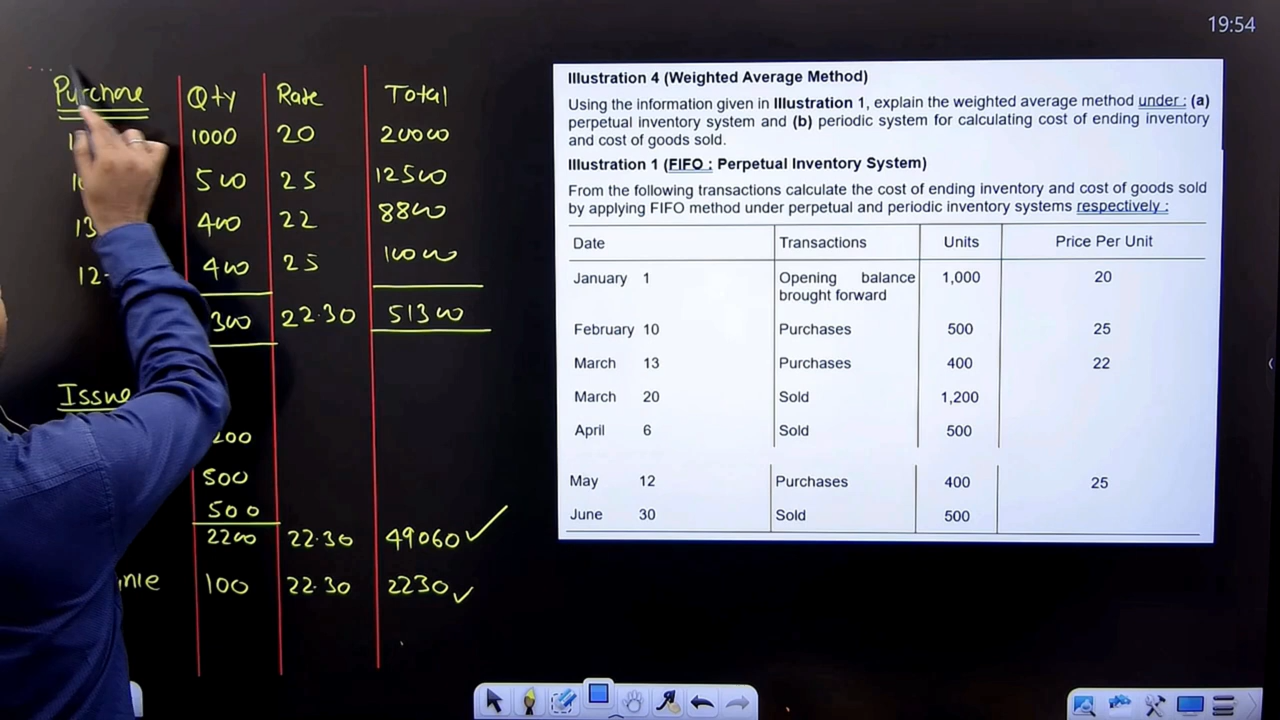 19:54
Purchase Qty Rate Total
1000 20 20000
500 25 12500
13 400 22 8800
12 400 25 10000
300 22.30 51300
Issue
200
500
500
2200 22.30 49060 ✓
100 22.30 2230 ✓
Illustration 4 (Weighted Average Method)
Using the information given in Illustration 1, explain the weighted average method under : (a)
perpetual inventory system and (b) periodic system for calculating cost of ending inventory
and cost of goods sold.
Illustration 1 (FIFO : Perpetual Inventory System)
From the following transactions calculate the cost of ending inventory and cost of goods sold
by applying FIFO method under perpetual and periodic inventory systems respectively :
Date Transactions Units Price Per Unit
January 1 Opening balance 1,000 20
brought forward
February 10 Purchases 500 25
March 13 Purchases 400 22
March 20 Sold 1,200
April 6 Sold 500
May 12 Purchases 400 25
June 30 Sold 500